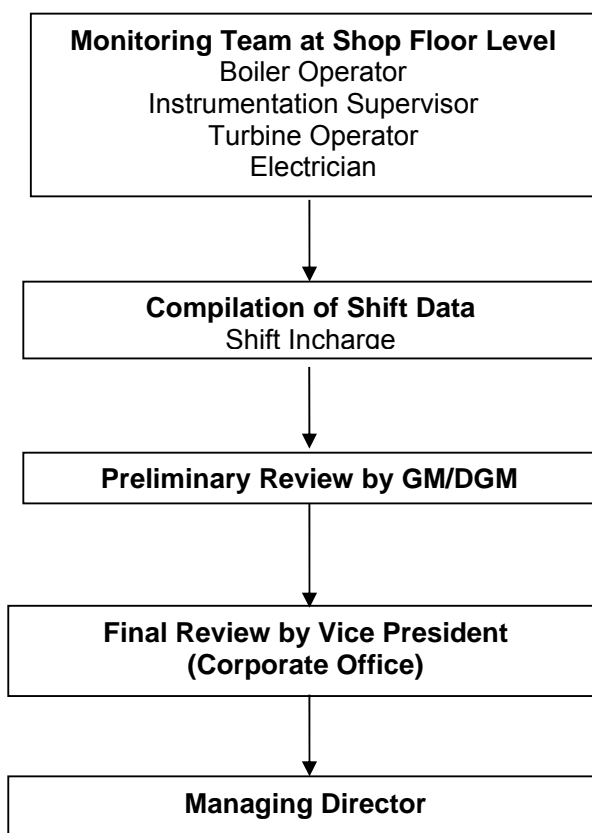 Monitoring Team at Shop Floor Level
Boiler Operator
Instrumentation Supervisor
Turbine Operator
Electrician
Compilation of Shift Data
Shift Incharge
Preliminary Review by GM/DGM
Final Review by Vice President
(Corporate Office)
Managing Director